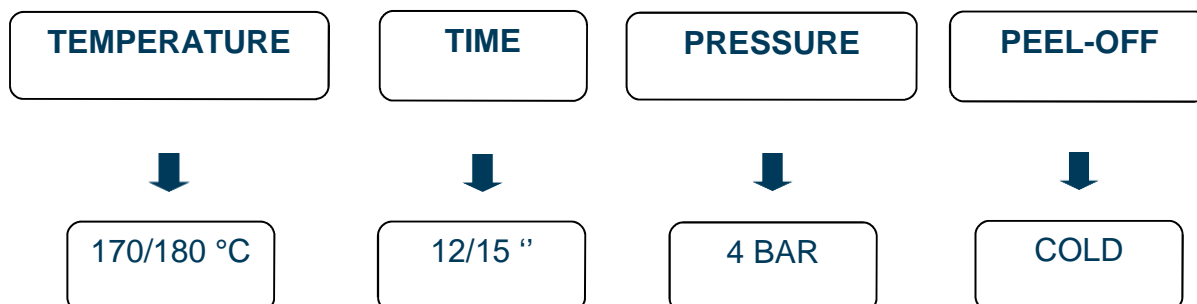 TEMPERATURE TIME PRESSURE PEEL-OFF
170/180 °C 12/15 ‘’ 4 BAR COLD